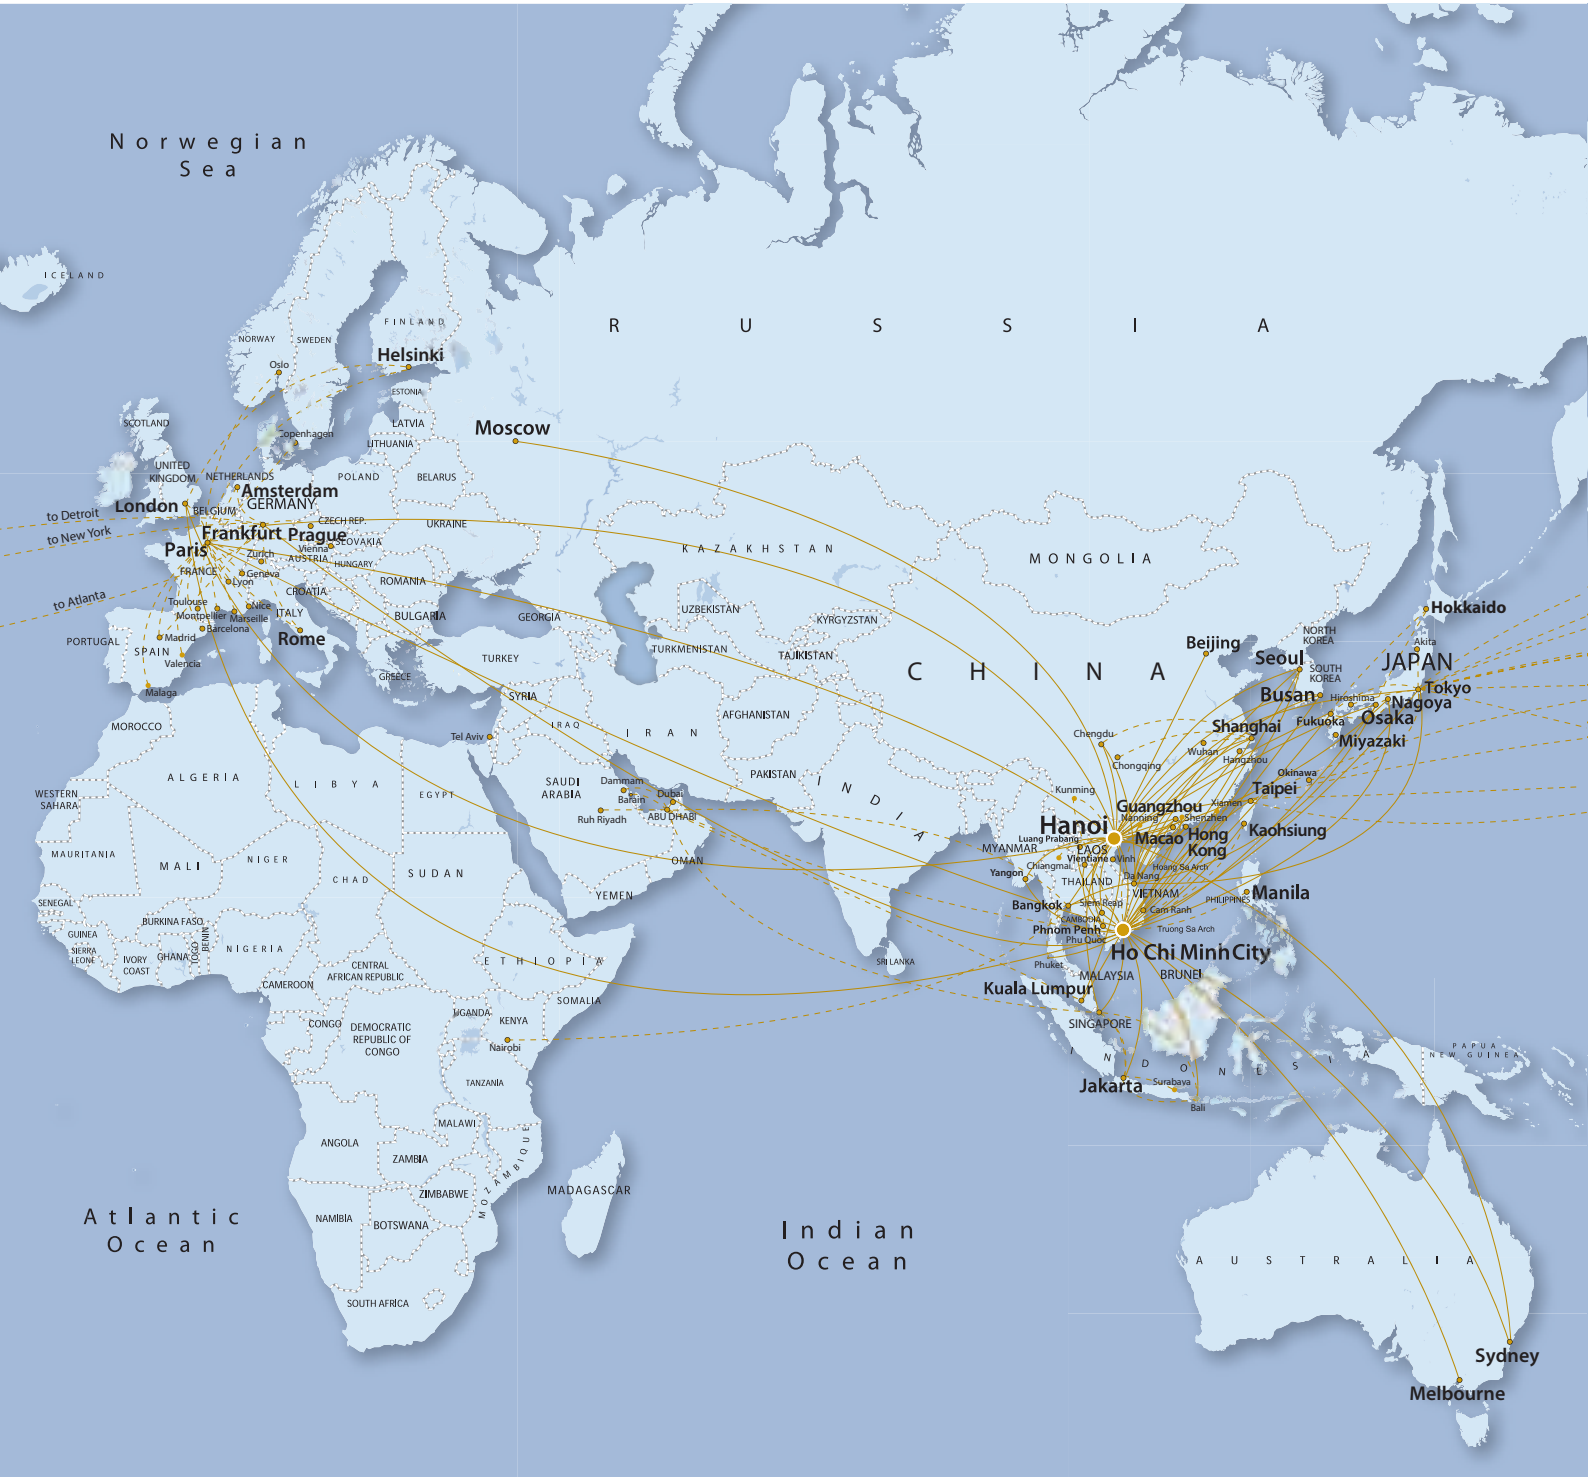 Norwegian
Sea
ICELAND
FINLAND
NORWAY
SWEDEN
Helsinki
Oslo
ESTONIA
RUSSIA
SCOTLAND
LATVIA
Moscow
Copenhagen
LITHUANIA
UNITED
KINGDOM
NETHERLANDS
POLAND
BELARUS
Amsterdam
London
BELGIUM
GERMANY
to Detroit
to New York
CZECH REP.
UKRAINE
Frankfurt
Prague
Paris
Vienna
SLOVAKIA
Zurich
AUSTRIA
HUNGARY
KAZAKHSTAN
MONGOLIA
FRANCE
Geneva
Lyon
ROMANIA
to Atlanta
CROATIA
Toulouse
Nice
ITALY
Montpellier
Marseille
BULGARIA
GEORGIA
UZBEKISTAN
KYRGYZSTAN
Hokkaido
Barcelona
PORTUGAL
Madrid
Rome
SPAIN
Valencia
TURKMENISTAN
TAJIKISTAN
Beijing
NORTH
KOREA
Akita
TURKEY
Seoul
JAPAN
CHINA
SOUTH
KOREA
GREECE
Malaga
SYRIA
Busan
Hiroshima
Tokyo
Nagoya
MOROCCO
IRAQ
AFGHANISTAN
Fukuoka
Osaka
Tel Aviv
IRAN
Chengdu
Shanghai
Wuhan
Miyazaki
Hangzhou
Chongqing
ALGERIA
LIBYA
EGYPT
SAUDI
ARABIA
Dammam
Barain
Dubai
PAKISTAN
INDIA
Okinawa
Kunming
Taipei
WESTERN
SAHARA
Ruh Riyadh
ABU DHABI
Guangzhou
Xiamen
Nanning
Shenzhen
Hanoi
Macao
Hong
Kong
Kaohsiung
MAURITANIA
MALI
NIGER
CHAD
SUDAN
OMAN
MYANMAR
Luang Prabang
LAOS
Vientiane
Vinh
Chiangmai
Hoang Sa Arch
Yangon
THAILAND
Da Nang
VIETNAM
PHILIPPINES
Manila
YEMEN
SENEGAL
Bangkok
Siem Reap
Cam Ranh
BURKINA FASO
CAMBODIA
GUINEA
BENIN
TOGO
NIGERIA
Phnom Penh
Truong Sa Arch
Phu Quoc
SIERRA
LEONE
IVORY
COAST
GHANA
CENTRAL
AFRICAN REPUBLIC
ETHIOPIA
SRI LANKA
Ho Chi Minh City
Phuket
MALAYSIA
BRUNEI
CAMEROON
Kuala Lumpur
SOMALIA
UGANDA
KENYA
CONGO
DEMOCRATIC
REPUBLIC OF
CONGO
Nairobi
SINGAPORE
INDONESIA
PAPUA
NEW GUINEA
TANZANIA
Jakarta
Surabaya
Bali
MALAWI
ANGOLA
ZAMBIA
MOZAMBIQUE
ZIMBABWE
MADAGASCAR
NAMIBIA
BOTSWANA
Atlantic
Ocean
Indian
Ocean
AUSTRALIA
SOUTH AFRICA
Sydney
Melbourne